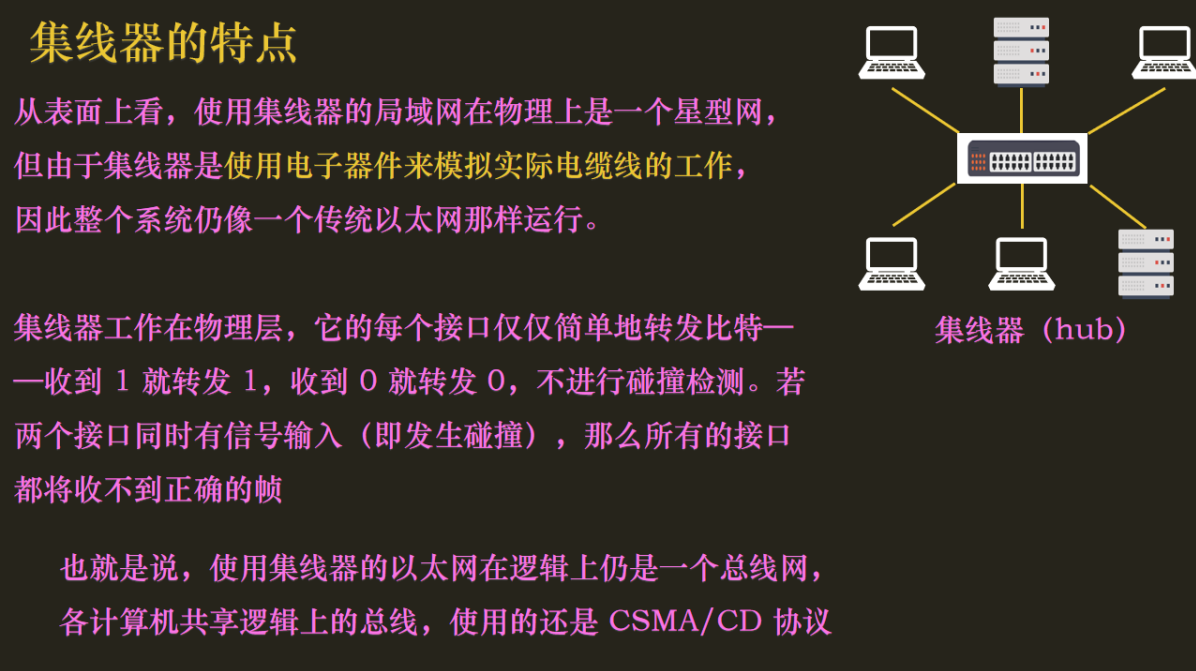 集线器的特点
从表面上看，使用集线器的局域网在物理上是一个星型网，
但由于集线器是使用电子器件来模拟实际电缆线的工作，
因此整个系统仍像一个传统以太网那样运行。
集线器工作在物理层，它的每个接口仅仅简单地转发比特—
—收到 1 就转发 1，收到 0 就转发 0，不进行碰撞检测。若
两个接口同时有信号输入（即发生碰撞），那么所有的接口
都将收不到正确的帧
也就是说，使用集线器的以太网在逻辑上仍是一个总线网，
各计算机共享逻辑上的总线，使用的还是 CSMA/CD 协议
集线器（hub）